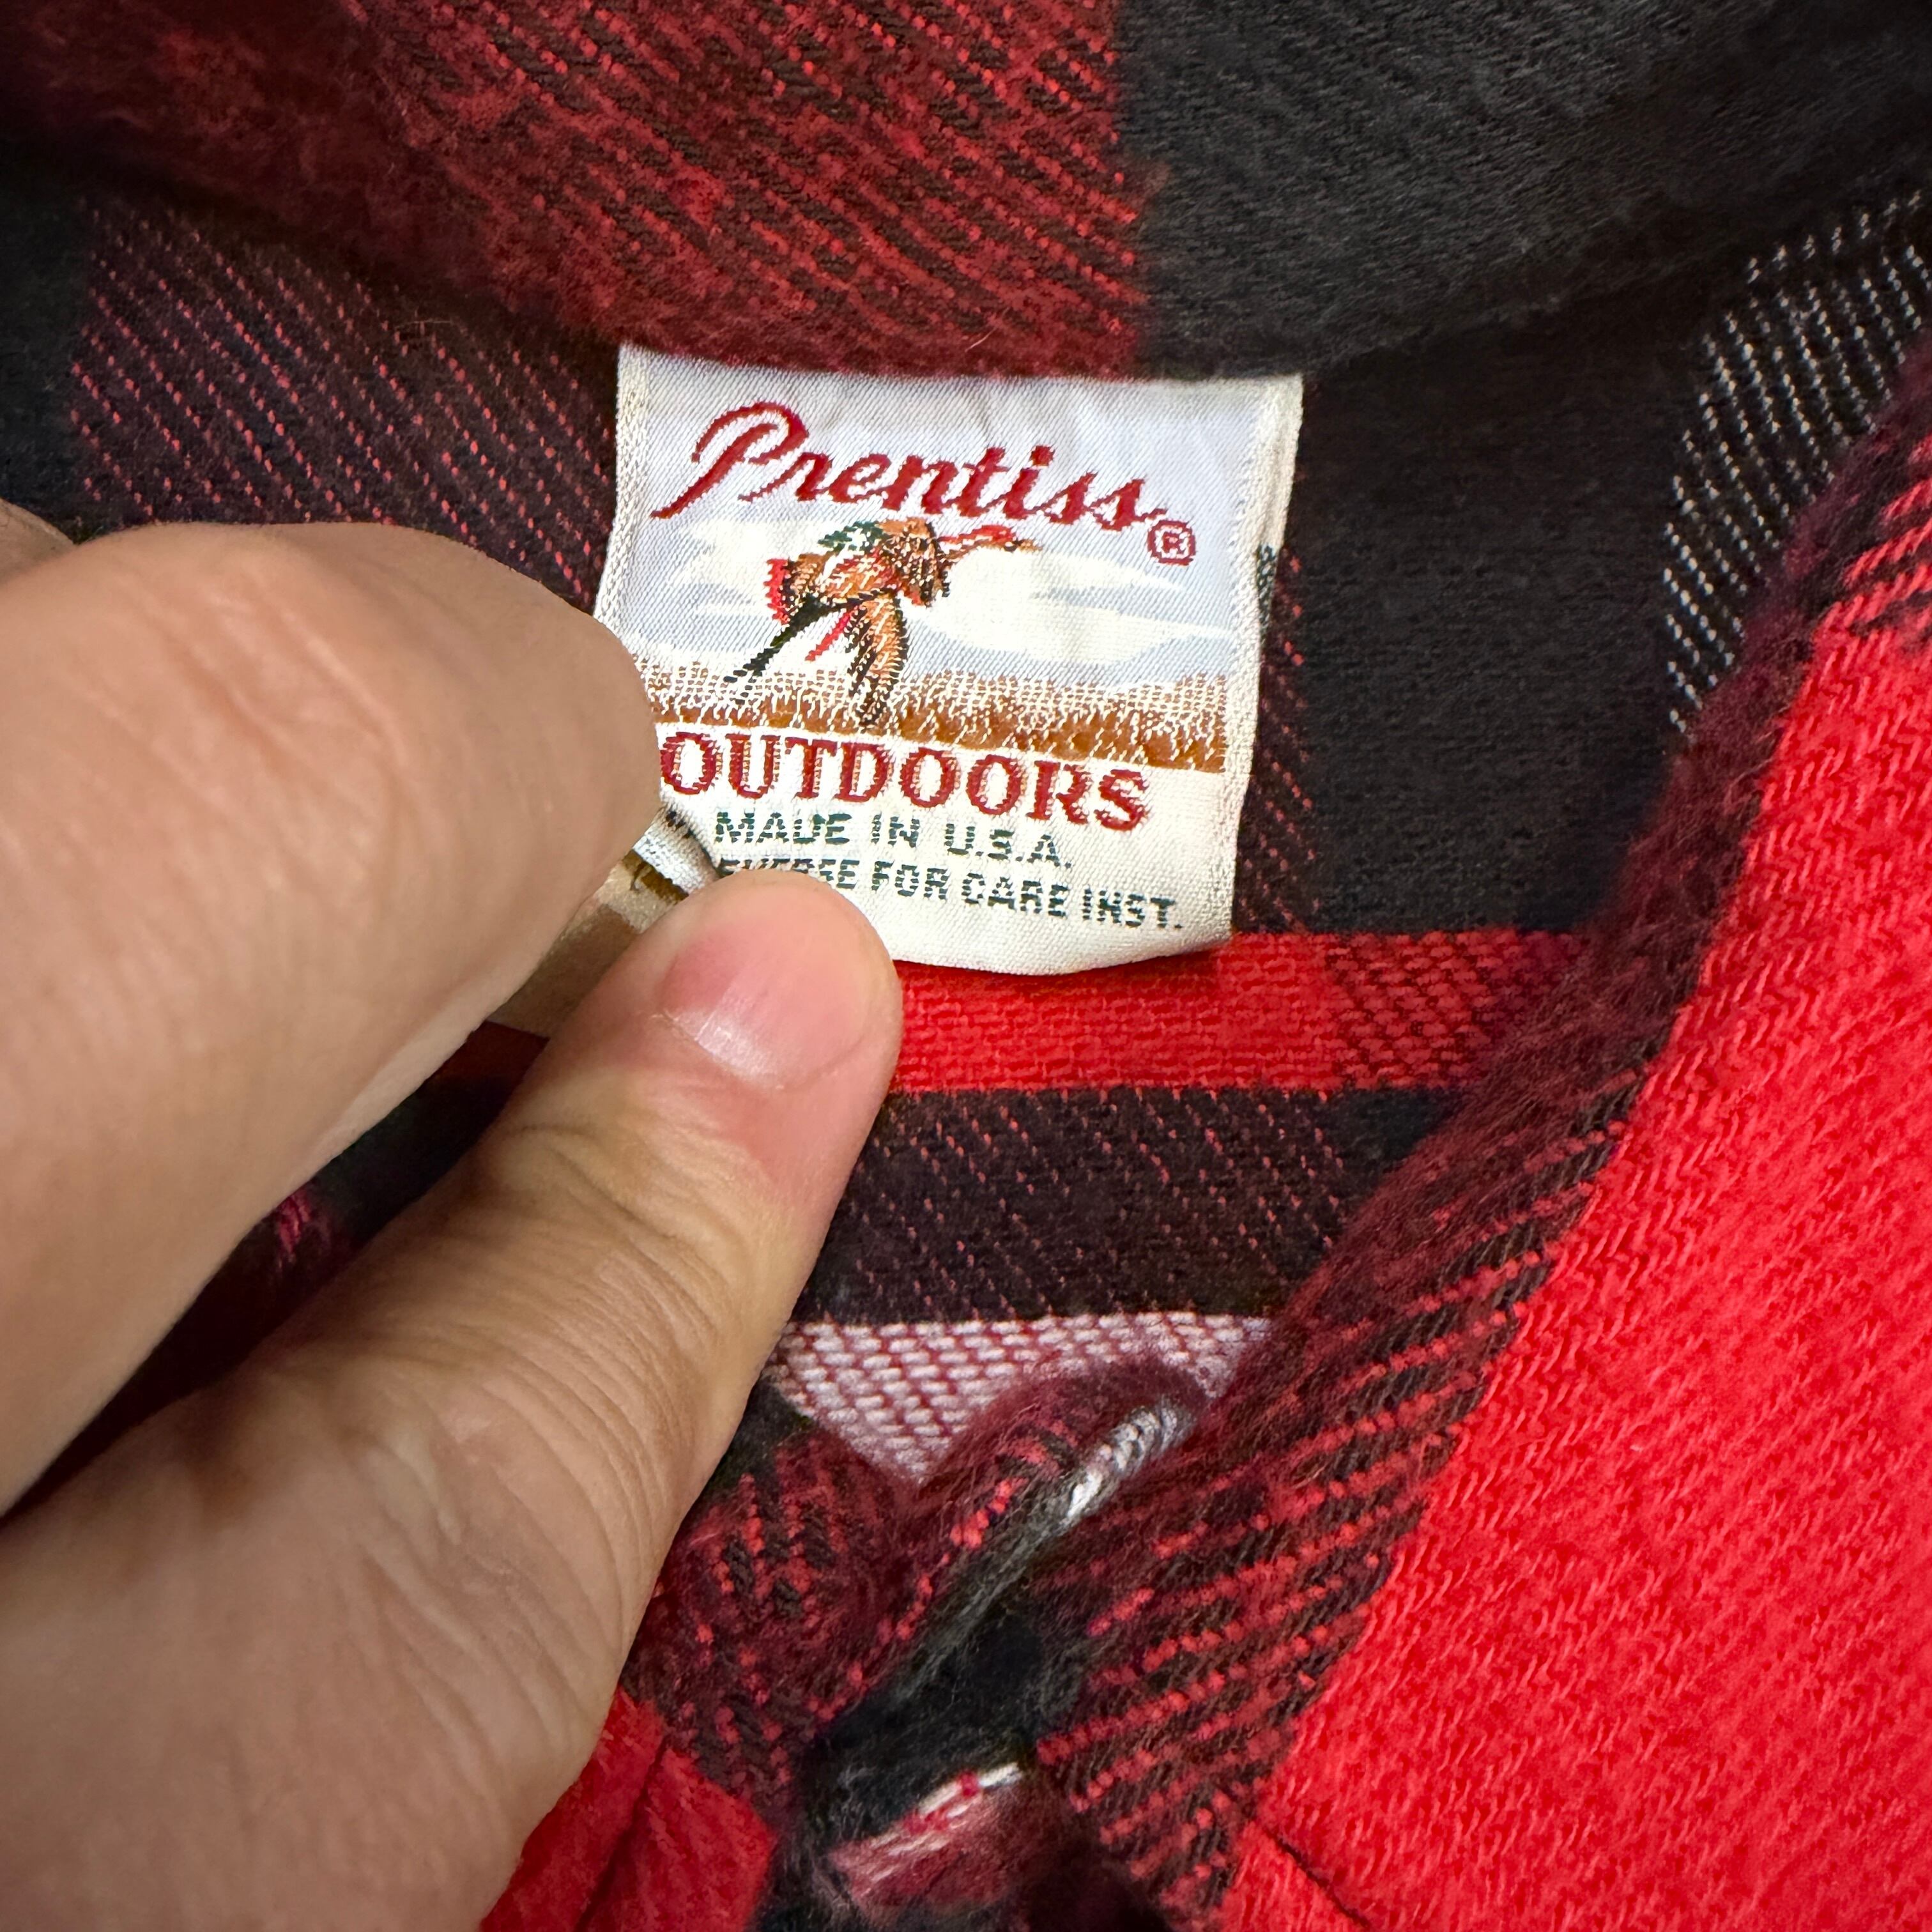 Prentiss®
OUTDOORS
MADE IN U.S.A.
FOR CARE INST.